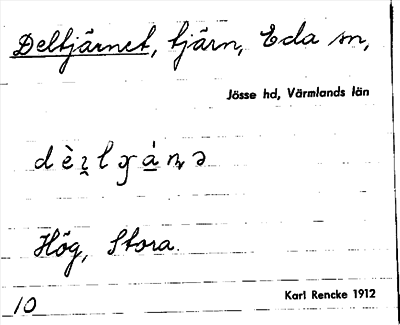 Deltjärnet, tjärn, Eda sn,
Jösse hd, Värmlands län
Hög, Stora.
10
Karl Rencke 1912